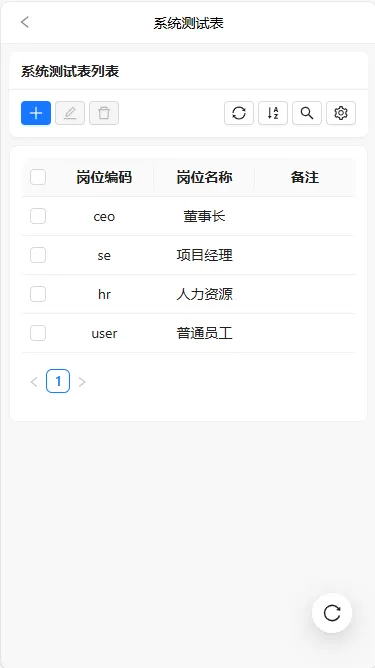 系统测试表
系统测试表列表
岗位编码 岗位名称 备注
ceo 董事长
se 项目经理
hr 人力资源
user 普通员工
1